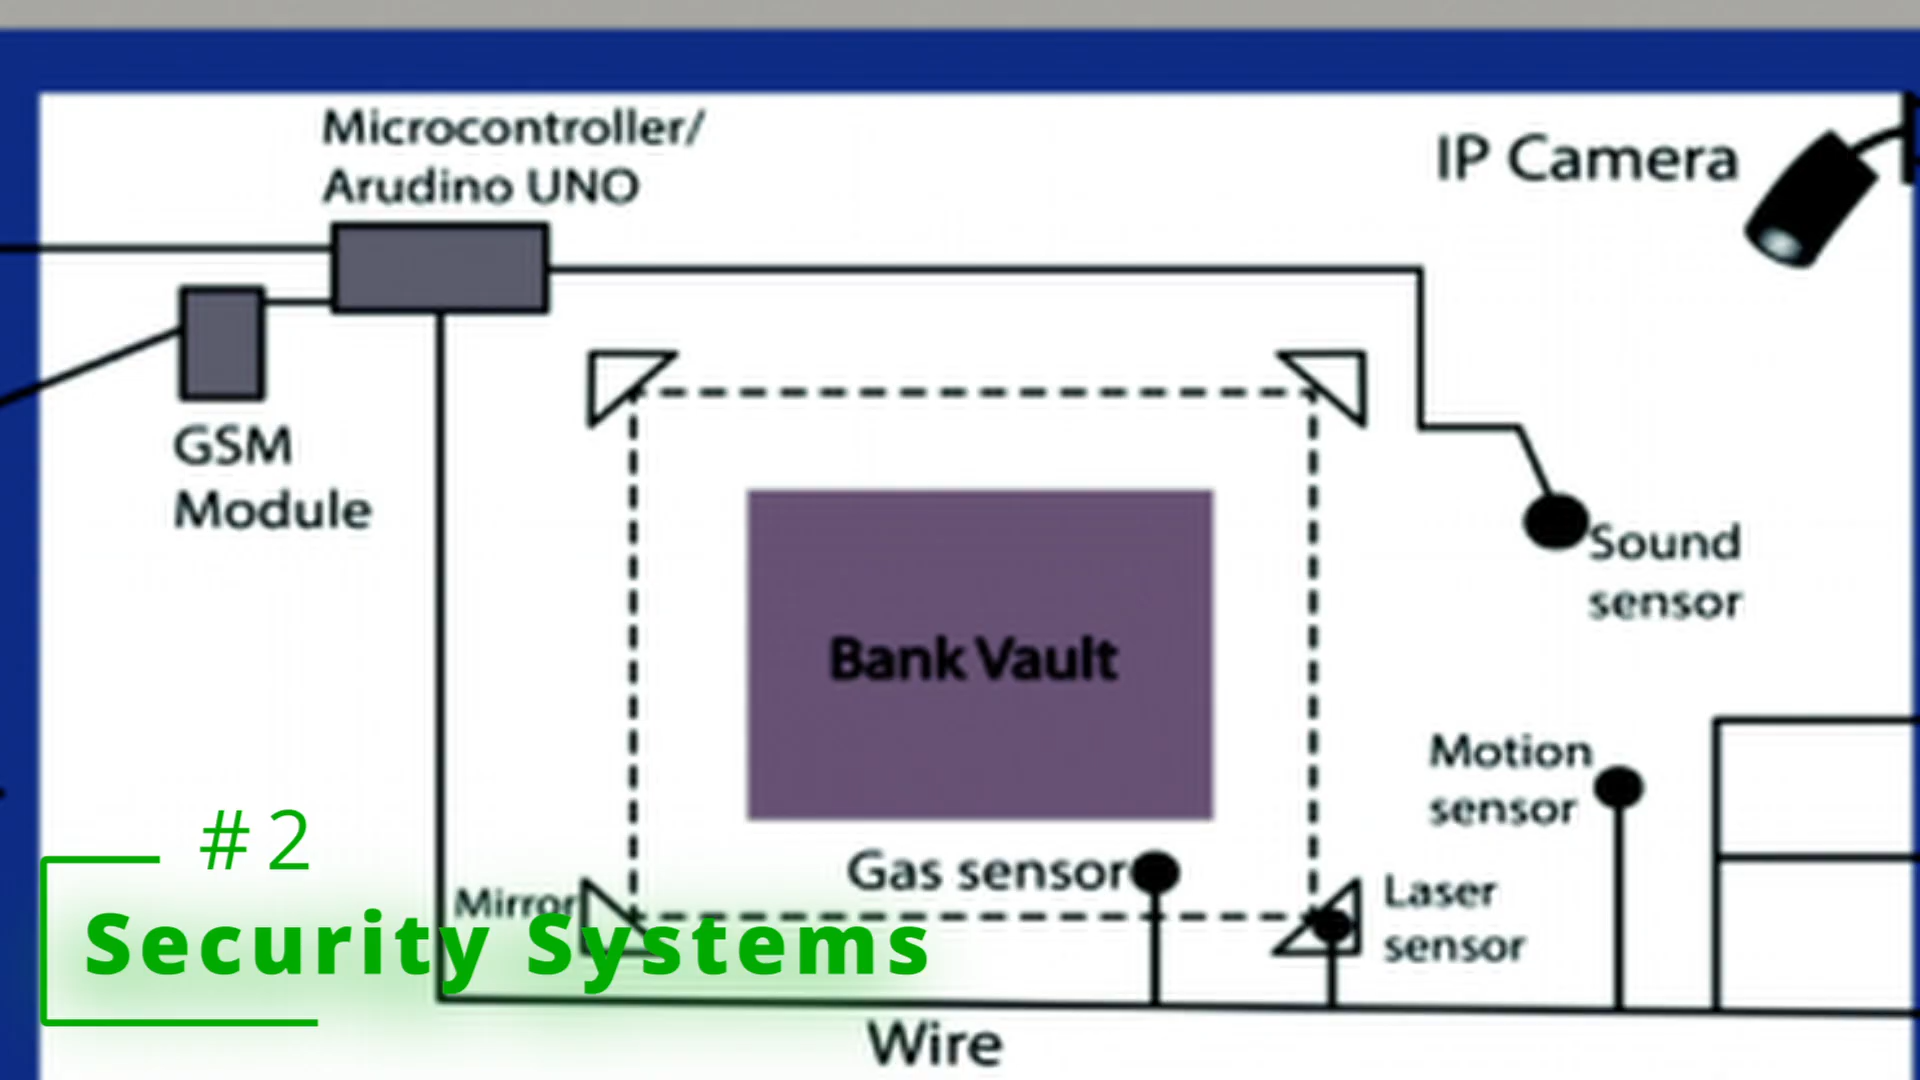 Microcontroller/
Arudino UNO
IP Camera
GSM
Module
Sound
sensor
Bank Vault
Motion
sensor
Gas sensor
Laser
sensor
Mirror
#2
Security Systems
Wire